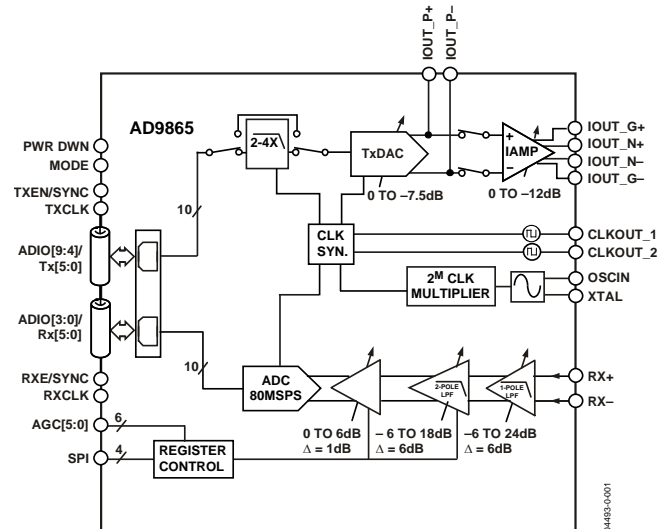 IOUT_P+
IOUT_P–
AD9865
PWR DWN
MODE
TXEN/SYNC
TXCLK
ADIO[9:4]/
Tx[5:0]
ADIO[3:0]/
Rx[5:0]
RXE/SYNC
RXCLK
AGC[5:0]
SPI
10
10
6
4
2-4X
TxDAC
0 TO –7.5dB
+
–
IAMP
0 TO –12dB
IOUT_G+
IOUT_N+
IOUT_N–
IOUT_G–
CLK
SYN.
CLKOUT_1
CLKOUT_2
2M CLK
MULTIPLIER
OSCIN
XTAL
ADC
80MSPS
2-POLE
LPF
1-POLE
LPF
RX+
RX–
0 TO 6dB
Δ = 1dB
– 6 TO 18dB
Δ = 6dB
–6 TO 24dB
Δ = 6dB
REGISTER
CONTROL
04493-0-001